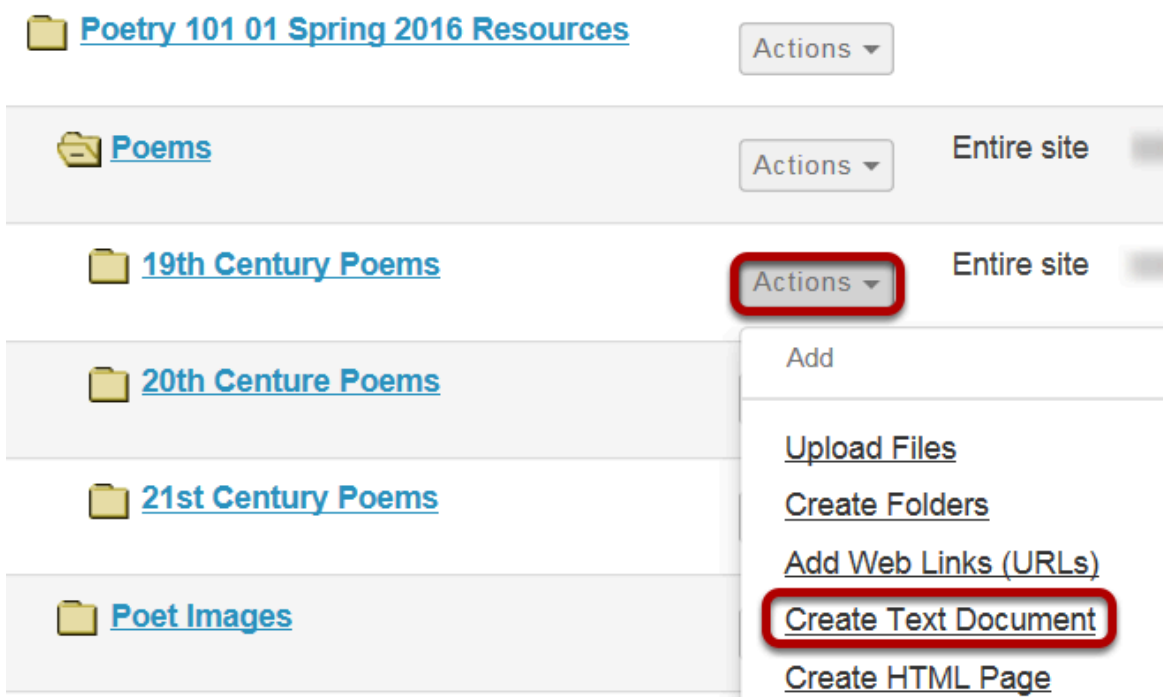 Poetry 101 01 Spring 2016 Resources
Actions
Poems
Actions
Entire site
19th Century Poems
Actions
Entire site
Add
20th Centure Poems
Upload Files
21st Century Poems
Create Folders
Add Web Links (URLs)
Poet Images
Create Text Document
Create HTML Page